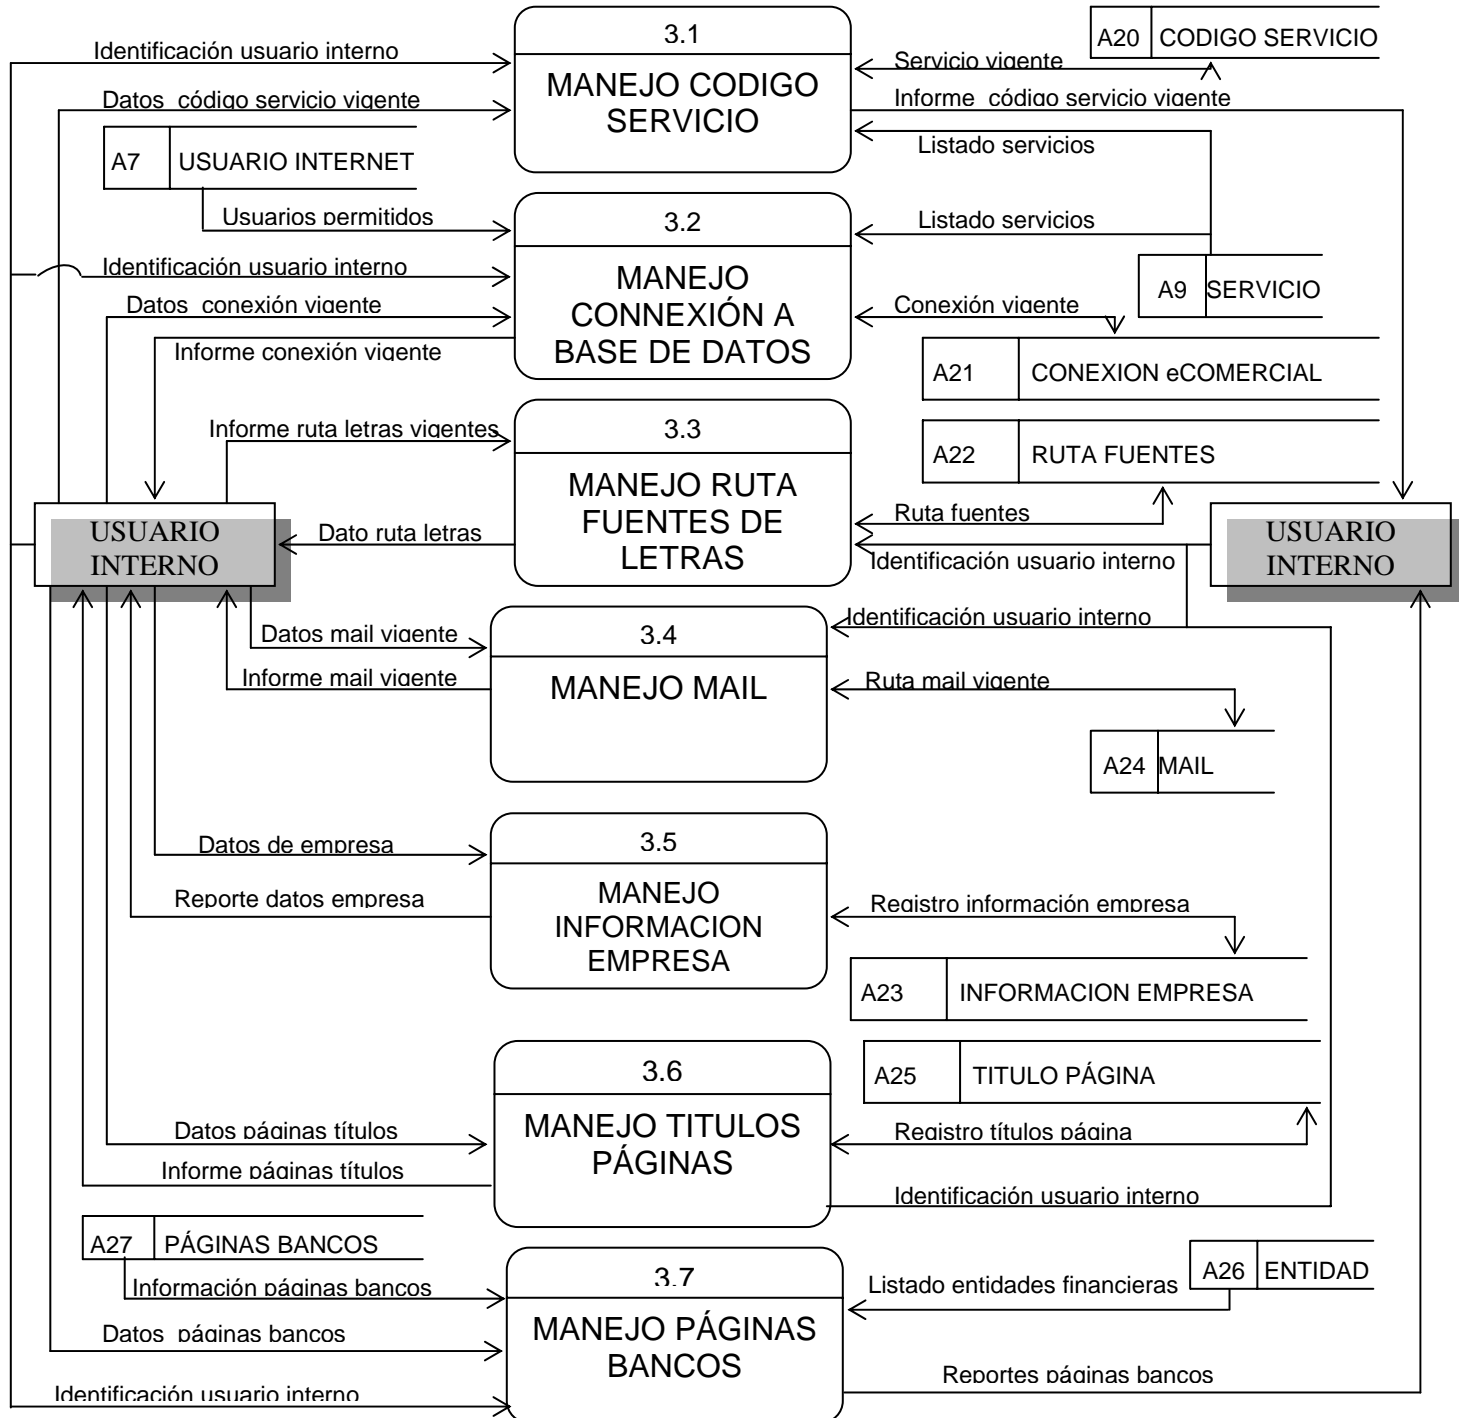 3.1
MANEJO CODIGO
SERVICIO
Identificación usuario interno
Datos código servicio vigente
A7 USUARIO INTERNET
Usuarios permitidos
A20 CODIGO SERVICIO
Servicio vigente
Informe código servicio vigente
Listado servicios
3.2
MANEJO
CONNEXIÓN A
BASE DE DATOS
Identificación usuario interno
Datos conexión vigente
Informe conexión vigente
Listado servicios
A9 SERVICIO
Conexión vigente
A21 CONEXION eCOMERCIAL
A22 RUTA FUENTES
3.3
MANEJO RUTA
FUENTES DE
LETRAS
Informe ruta letras vigentes
Dato ruta letras
Ruta fuentes
Identificación usuario interno
USUARIO
INTERNO
USUARIO
INTERNO
3.4
MANEJO MAIL
Datos mail vigente
Informe mail vigente
Identificación usuario interno
Ruta mail vigente
A24 MAIL
3.5
MANEJO
INFORMACION
EMPRESA
Datos de empresa
Reporte datos empresa
Registro información empresa
A23 INFORMACION EMPRESA
A25 TITULO PÁGINA
3.6
MANEJO TITULOS
PÁGINAS
Datos páginas títulos
Informe páginas títulos
Registro títulos página
Identificación usuario interno
A27 PÁGINAS BANCOS
Información páginas bancos
Datos páginas bancos
Identificación usuario interno
3.7
MANEJO PÁGINAS
BANCOS
Listado entidades financieras
A26 ENTIDAD
Reportes páginas bancos